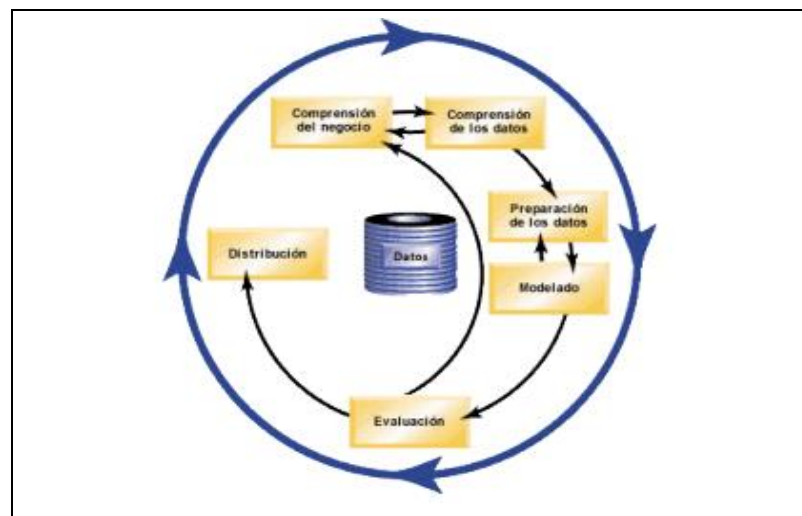 Comprensión
del negocio
Comprensión
de los datos
Preparación
de los datos
Distribución
Datos
Modelado
Evaluación